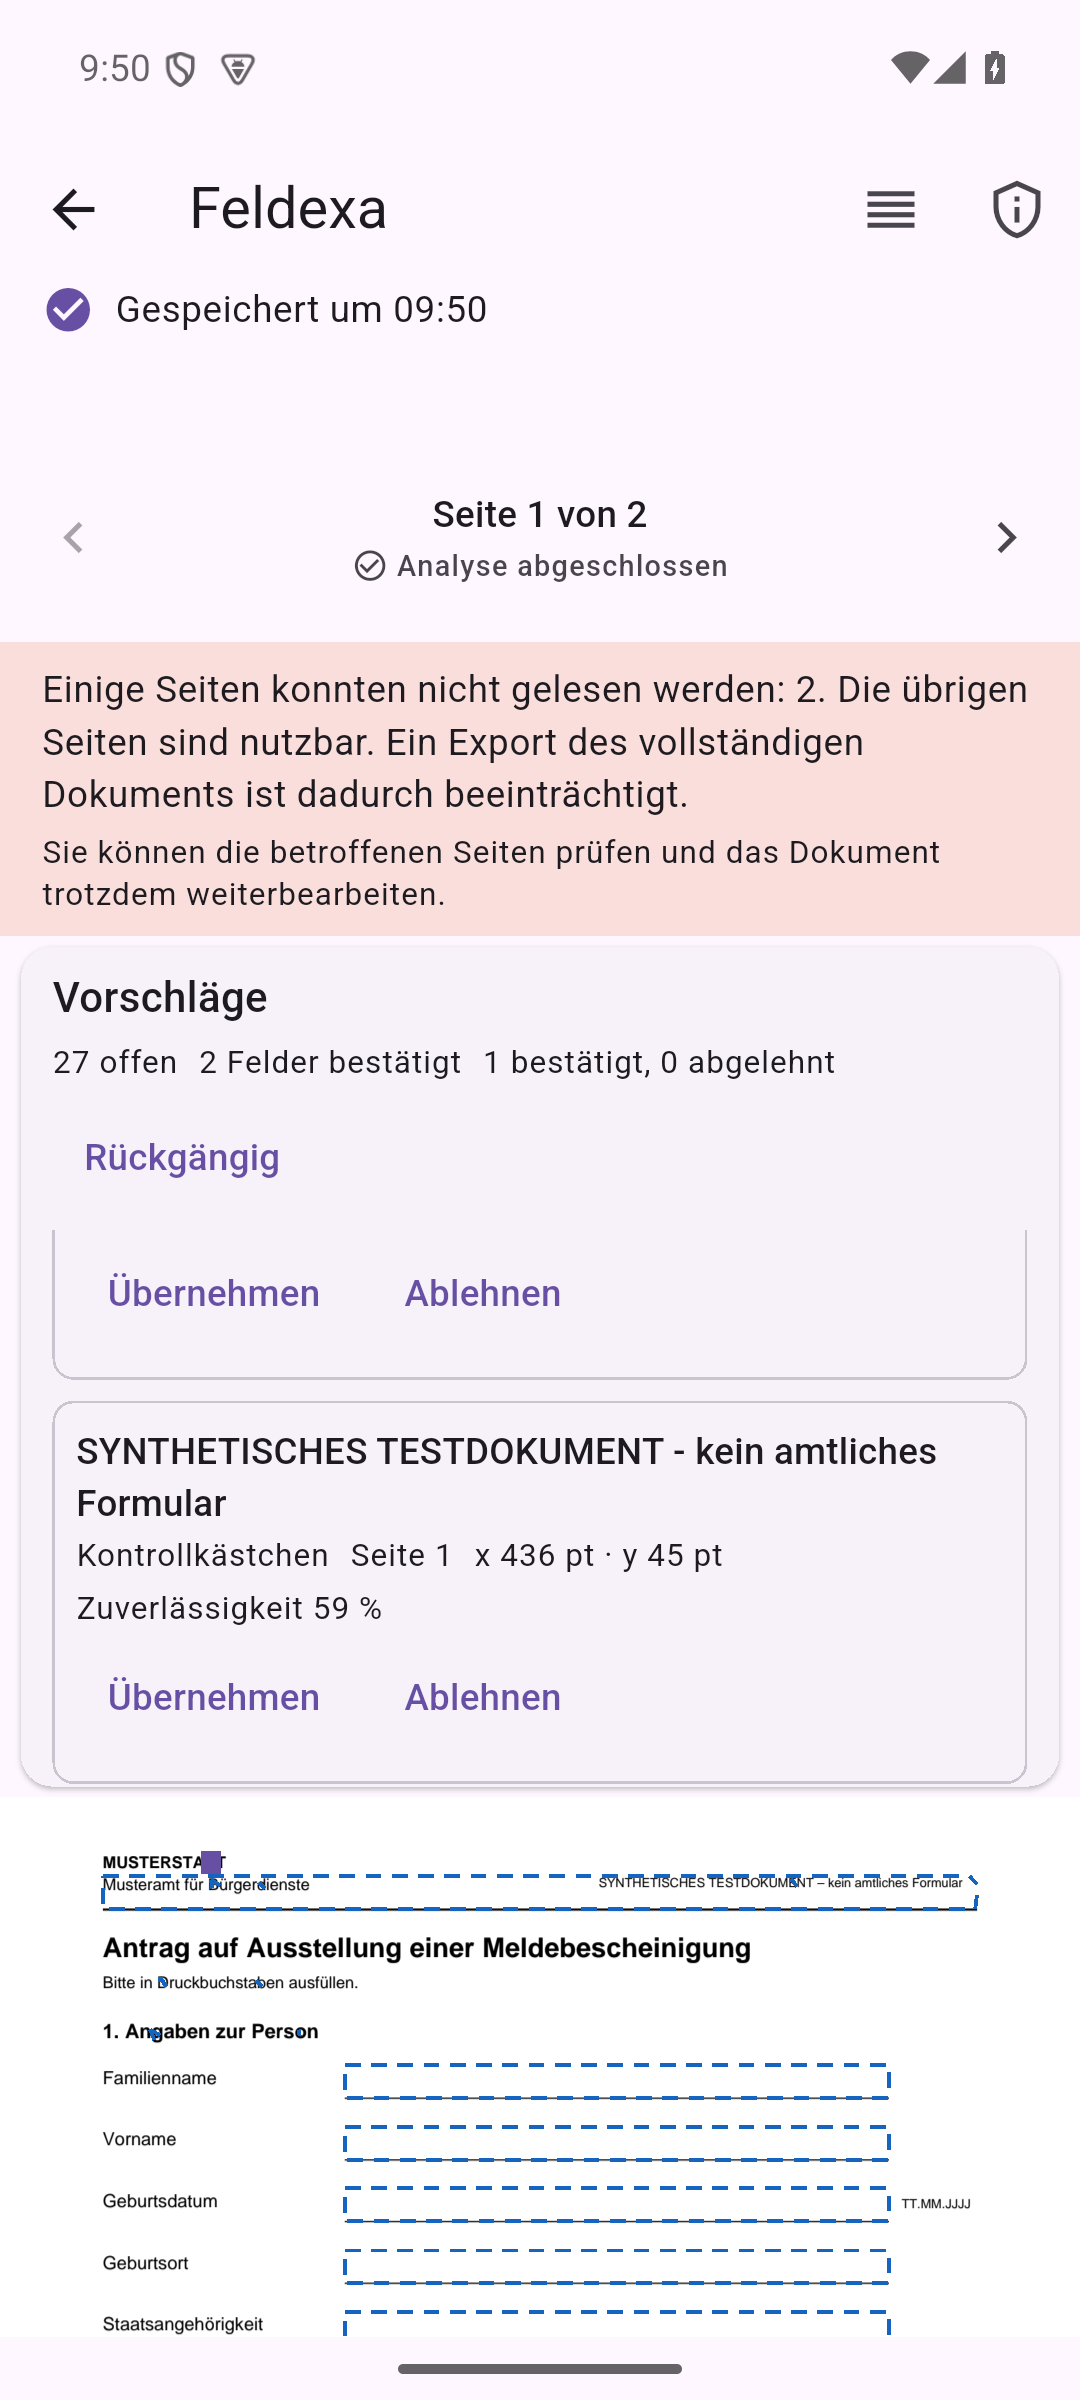 9:50
Feldexa
Gespeichert um 09:50
Seite 1 von 2
Analyse abgeschlossen
Einige Seiten konnten nicht gelesen werden: 2. Die übrigen
Seiten sind nutzbar. Ein Export des vollständigen
Dokuments ist dadurch beeinträchtigt.
Sie können die betroffenen Seiten prüfen und das Dokument
trotzdem weiterbearbeiten.
Vorschläge
27 offen 2 Felder bestätigt 1 bestätigt, 0 abgelehnt
Rückgängig
Übernehmen Ablehnen
SYNTHETISCHES TESTDOKUMENT - kein amtliches
Formular
Kontrollkästchen Seite 1 x 436 pt · y 45 pt
Zuverlässigkeit 59 %
Übernehmen Ablehnen
MUSTERSTADT
Musteramt für Bürgerdienste SYNTHETISCHES TESTDOKUMENT – kein amtliches Formular
Antrag auf Ausstellung einer Meldebescheinigung
Bitte in Druckbuchstaben ausfüllen.
1. Angaben zur Person
Familienname
Vorname
Geburtsdatum TT.MM.JJJJ
Geburtsort
Staatsangehörigkeit